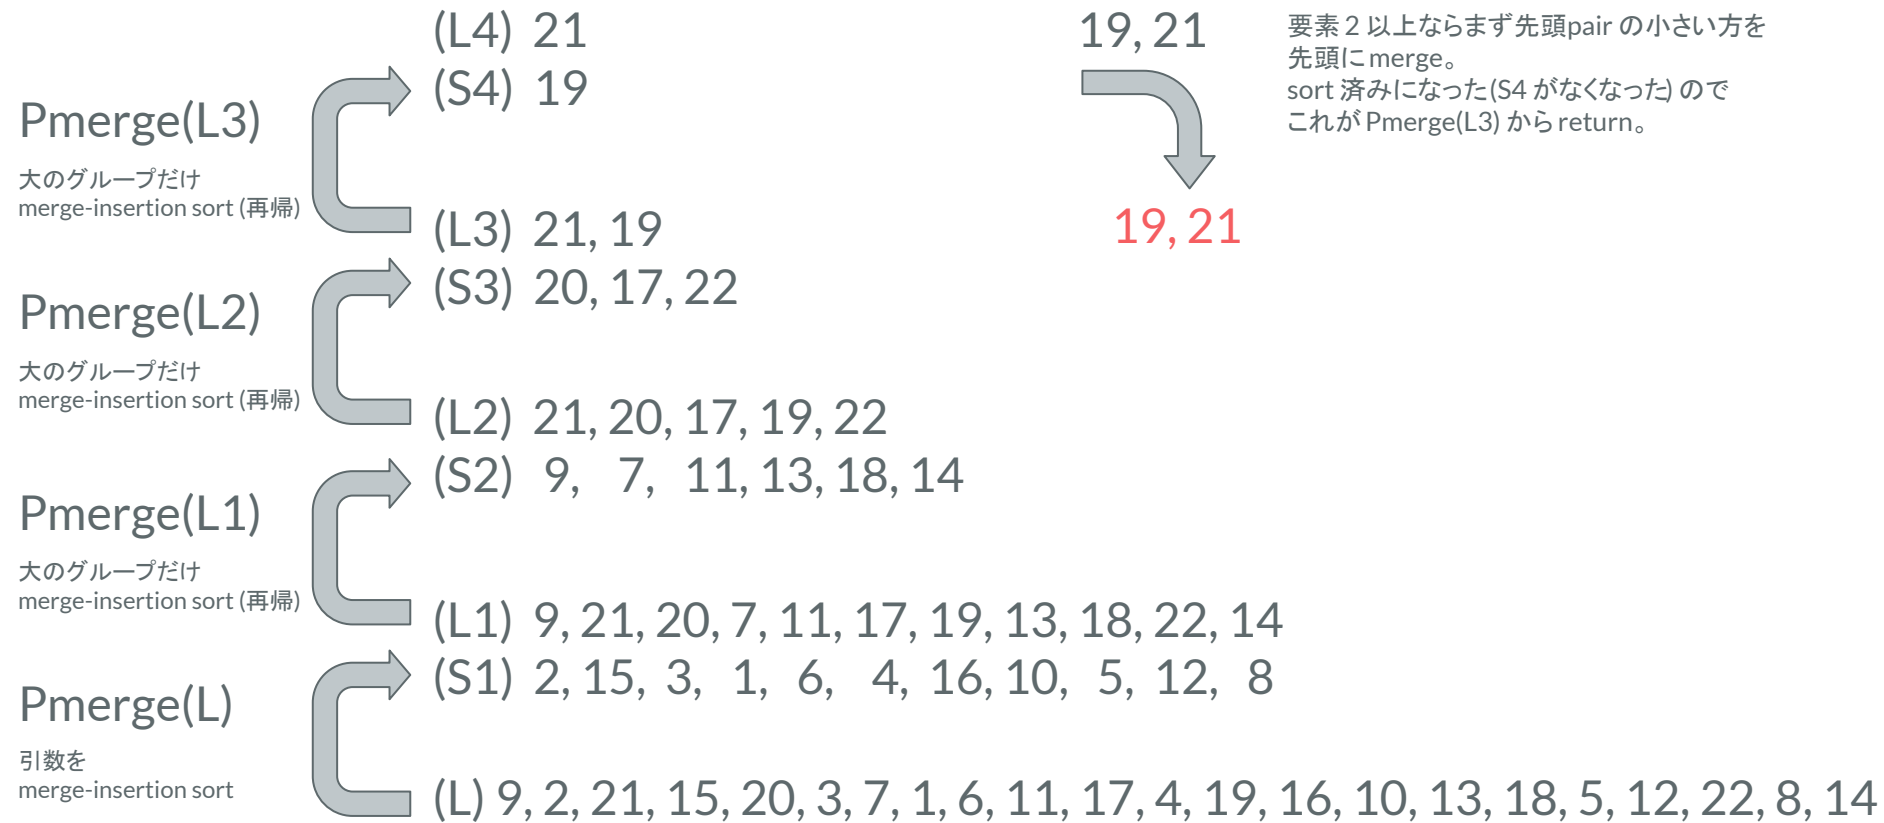 (L4) 21
(S4) 19
19, 21
要素２以上ならまず先頭pair の小さい方を
先頭に merge。
sort 済みになった(S4 がなくなった) ので
これが Pmerge(L3) から return。
Pmerge(L3)
大のグループだけ
merge-insertion sort (再帰)
(L3) 21, 19
(S3) 20, 17, 22
19, 21
Pmerge(L2)
大のグループだけ
merge-insertion sort (再帰)
(L2) 21, 20, 17, 19, 22
(S2) 9, 7, 11, 13, 18, 14
Pmerge(L1)
大のグループだけ
merge-insertion sort (再帰)
(L1) 9, 21, 20, 7, 11, 17, 19, 13, 18, 22, 14
(S1) 2, 15, 3, 1, 6, 4, 16, 10, 5, 12, 8
Pmerge(L)
引数を
merge-insertion sort
(L) 9, 2, 21, 15, 20, 3, 7, 1, 6, 11, 17, 4, 19, 16, 10, 13, 18, 5, 12, 22, 8, 14